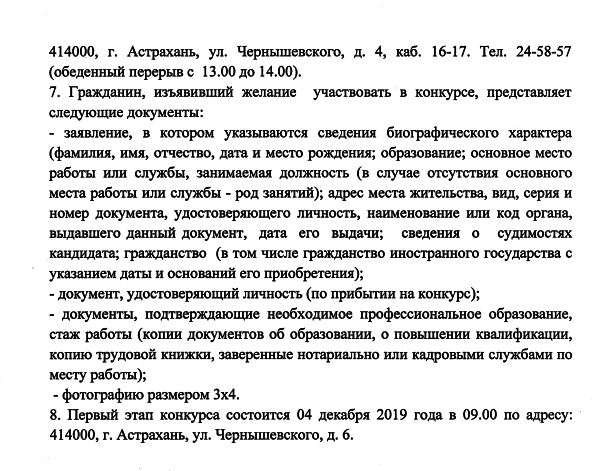 414000, г. Астрахань, ул. Чернышевского, д. 4, каб. 16-17. Тел. 24-58-57
(обеденный перерыв с 13.00 до 14.00).
7. Гражданин, изъявивший желание участвовать в конкурсе, представляет
следующие документы:
- заявление, в котором указываются сведения биографического характера
(фамилия, имя, отчество, дата и место рождения; образование; основное место
работы или службы, занимаемая должность (в случае отсутствия основного
места работы или службы - род занятий); адрес места жительства, вид, серия и
номер документа, удостоверяющего личность, наименование или код органа,
выдавшего данный документ, дата его выдачи; сведения о судимостях
кандидата; гражданство (в том числе гражданство иностранного государства с
указанием даты и оснований его приобретения);
- документ, удостоверяющий личность (по прибытии на конкурс);
- документы, подтверждающие необходимое профессиональное образование,
стаж работы (копии документов об образовании, о повышении квалификации,
копию трудовой книжки, заверенные нотариально или кадровыми службами по
месту работы);
- фотографию размером 3х4.
8. Первый этап конкурса состоится 04 декабря 2019 года в 09.00 по адресу:
414000, г. Астрахань, ул. Чернышевского, д. 6.